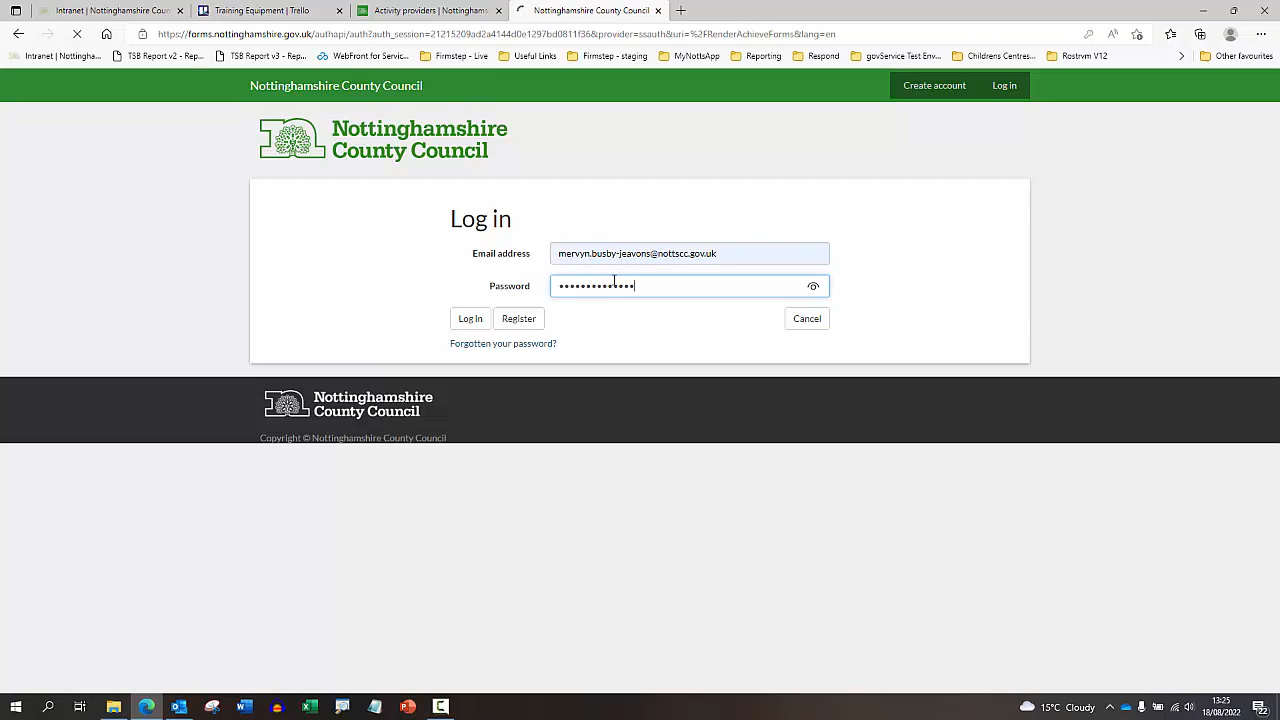 Intranet | Nottinghamshire Coun
Training Equipment | Trello
Activity providers | Nottinghams
Nottinghamshire County Council
https://forms.nottinghamshire.gov.uk/authapi/auth?auth_session=21215209ad2a4144d0e1297bd0811f36&provider=ssauth&uri=%2FRenderAchieveForms&lang=en
Intranet | Nottingha...
TSB Report v2 - Rep...
TSB Report v3 - Rep...
WebFront for Servic...
Firmstep - Live
Useful Links
Firmstep - staging
MyNottsApp
Reporting
Respond
govService Test Env...
Childrens Centres...
Rostrvm V12
Other favourites
Nottinghamshire County Council
Create account
Log in
Nottinghamshire
County Council
Log in
Email address
mervyn.busby-jeavons@nottscc.gov.uk
Password
••••••••••••••
Log in
Register
Cancel
Forgotten your password?
Nottinghamshire
County Council
Copyright © Nottinghamshire County Council
15°C Cloudy
13:25
18/08/2022